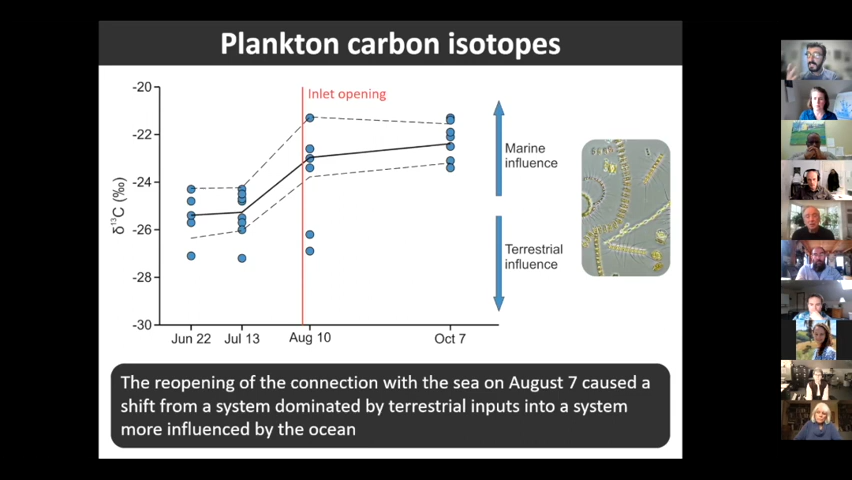 Plankton carbon isotopes
-20
-22
-24
-26
-28
-30
δ¹³C (‰)
Inlet opening
Marine
influence
Terrestrial
influence
Jun 22 Jul 13 Aug 10 Oct 7
The reopening of the connection with the sea on August 7 caused a
shift from a system dominated by terrestrial inputs into a system
more influenced by the ocean